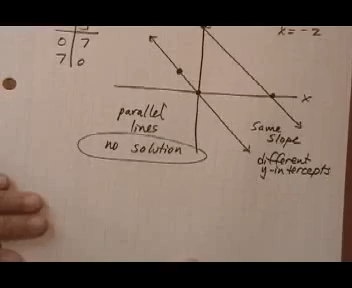 x = -2
0 7
7 0
x
parallel
lines
no solution
same
slope
different
y-intercepts